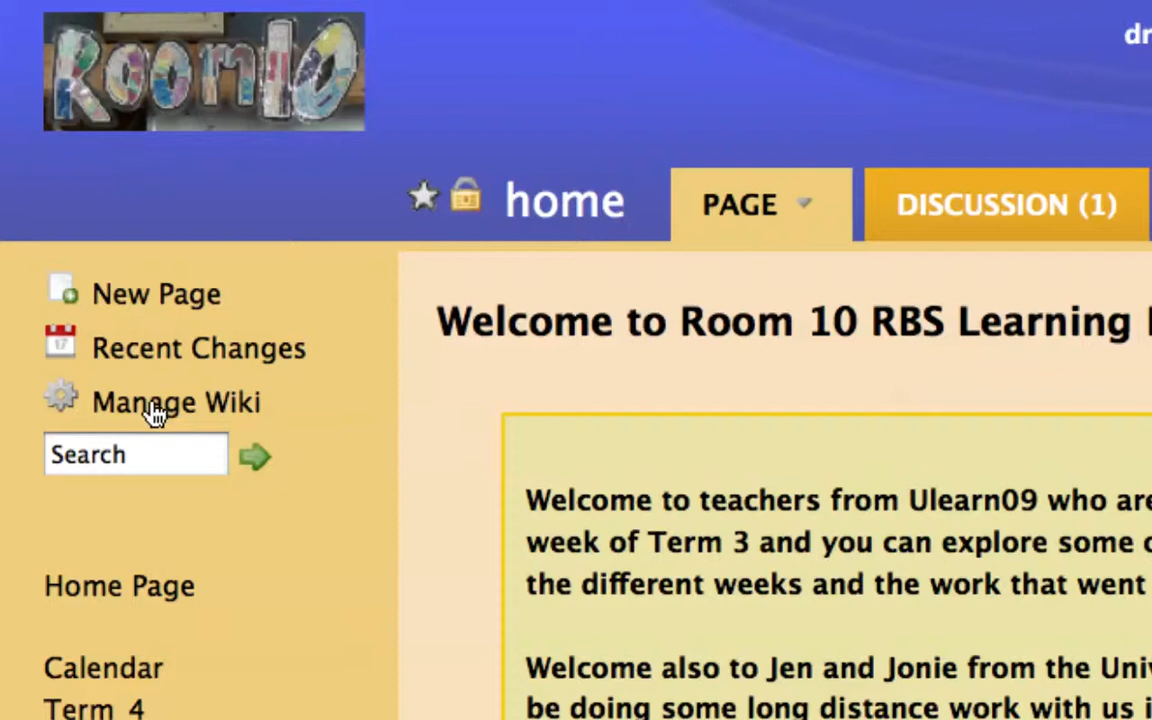 Room10
dr
home
PAGE
DISCUSSION (1)
New Page
Recent Changes
17
Manage Wiki
Search
Welcome to Room 10 RBS Learning
Welcome to teachers from Ulearn09 who are
week of Term 3 and you can explore some
the different weeks and the work that went
Home Page
Welcome also to Jen and Jonie from the
be doing some long distance work with us
Calendar
Term 4